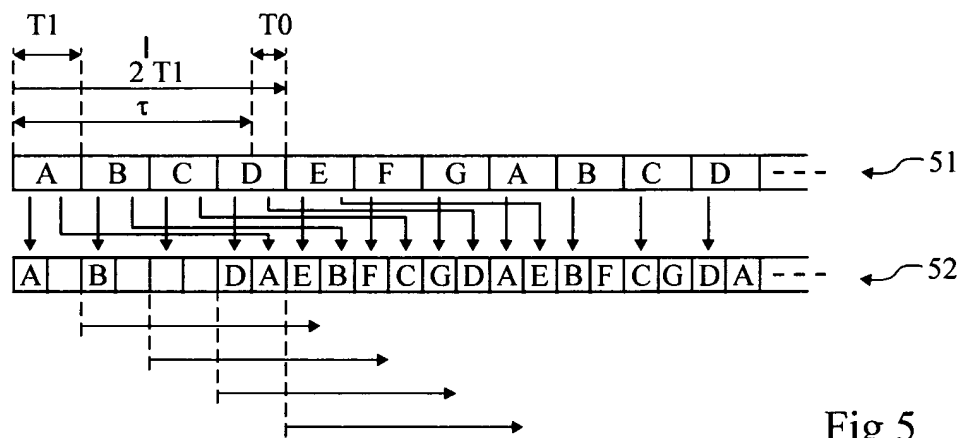 T1 I T0
2 T1
τ
A B C D E F G A B C D --- 51
A B D A E B F C G D A E B F C G D A --- 52
Fig 5